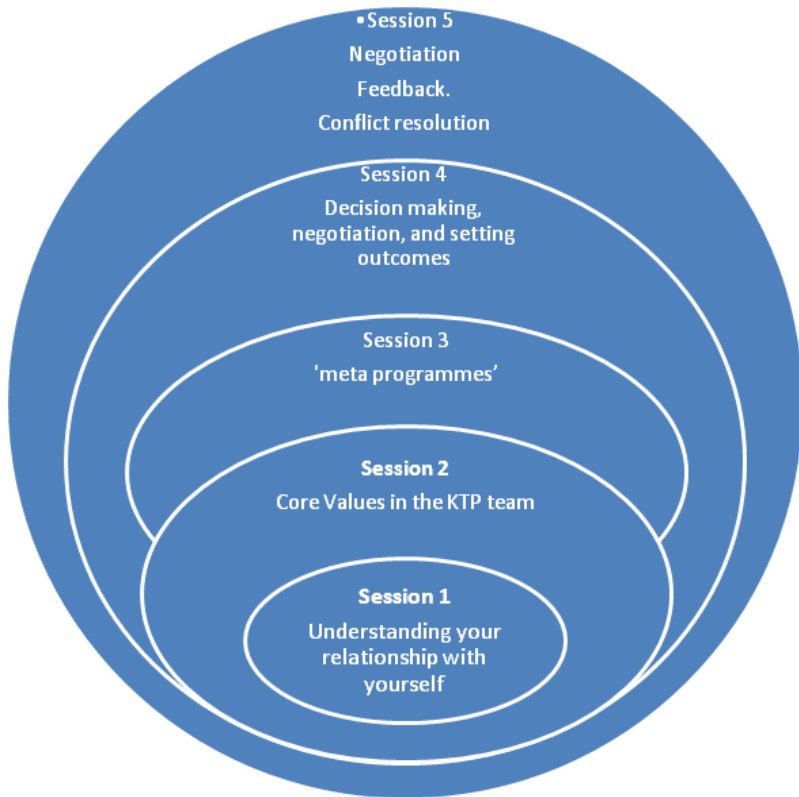 •Session 5
Negotiation
Feedback.
Conflict resolution
Session 4
Decision making,
negotiation, and setting
outcomes
Session 3
'meta programmes’
Session 2
Core Values in the KTP team
Session 1
Understanding your
relationship with
yourself